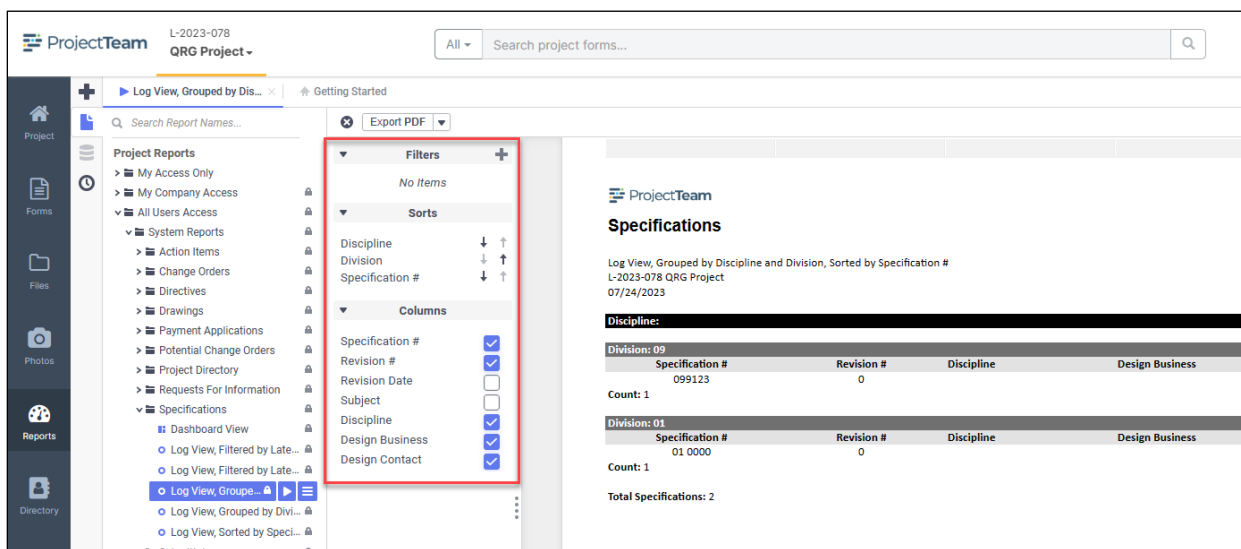 ProjectTeam
L-2023-078
QRG Project
All
Search project forms...
Log View, Grouped by Dis...
Getting Started
Project
Forms
Files
Photos
Reports
Directory
Search Report Names...
Project Reports
My Access Only
My Company Access
All Users Access
System Reports
Action Items
Change Orders
Directives
Drawings
Payment Applications
Potential Change Orders
Project Directory
Requests For Information
Specifications
Dashboard View
Log View, Filtered by Late...
Log View, Filtered by Late...
Log View, Groupe...
Log View, Grouped by Divi...
Log View, Sorted by Speci...
Export PDF
Filters
No Items
Sorts
Discipline
Division
Specification #
Columns
Specification #
Revision #
Revision Date
Subject
Discipline
Design Business
Design Contact
ProjectTeam
Specifications
Log View, Grouped by Discipline and Division, Sorted by Specification #
L-2023-078 QRG Project
07/24/2023
Discipline:
Division: 09
Specification # Revision # Discipline Design Business
099123 0
Count: 1
Division: 01
Specification # Revision # Discipline Design Business
01 0000 0
Count: 1
Total Specifications: 2